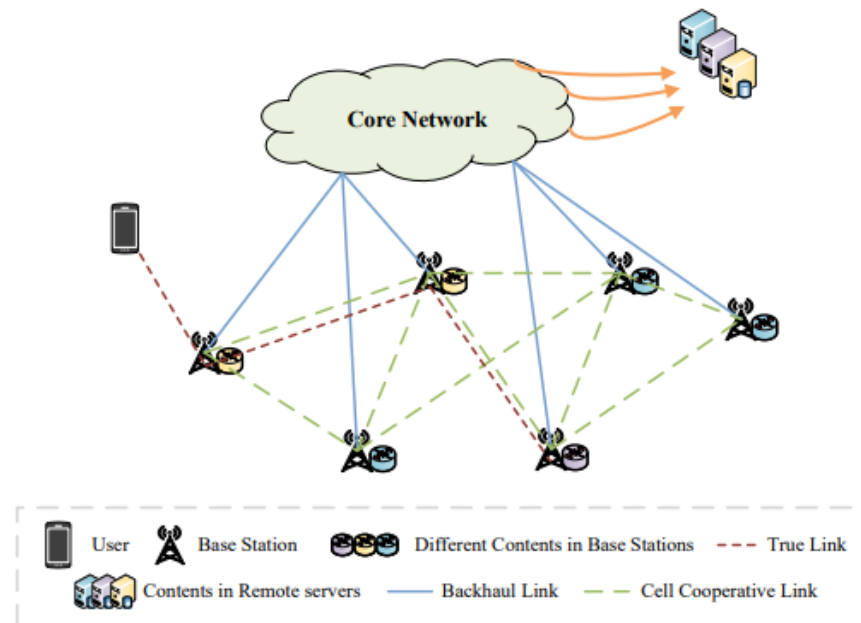 Core Network
User Base Station Different Contents in Base Stations True Link
Contents in Remote servers Backhaul Link Cell Cooperative Link